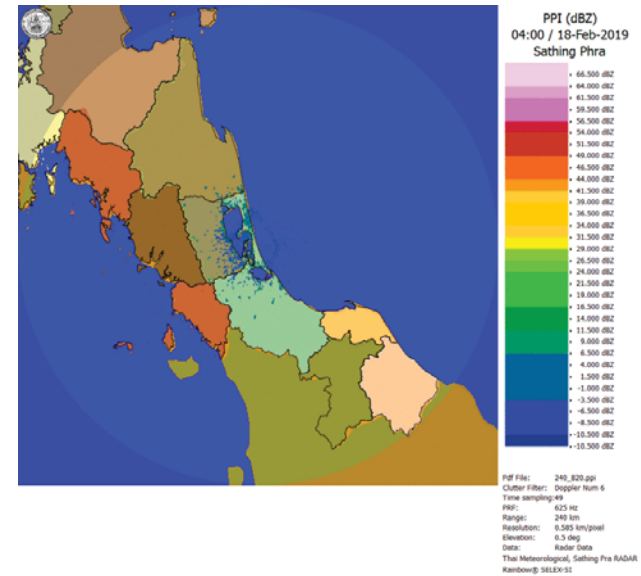 PPI (dBZ)
04:00 / 18-Feb-2019
Sathing Phra
66.500 dBZ
64.000 dBZ
61.500 dBZ
59.500 dBZ
56.500 dBZ
54.000 dBZ
51.500 dBZ
49.000 dBZ
46.500 dBZ
44.000 dBZ
41.500 dBZ
39.000 dBZ
36.500 dBZ
34.000 dBZ
31.500 dBZ
29.000 dBZ
26.500 dBZ
24.000 dBZ
21.500 dBZ
16.500 dBZ
14.000 dBZ
11.500 dBZ
9.000 dBZ
6.500 dBZ
4.000 dBZ
1.500 dBZ
-1.000 dBZ
-3.500 dBZ
-6.500 dBZ
-8.500 dBZ
-10.500 dBZ
-10.500 dBZ
Pdf File: 240_820.ppi
Clutter Filter: Doppler Num 6
Time sampling:49
PRF: 625 Hz
Range: 240 km
Resolution: 0.585 km/pixel
Elevation: 0.5 deg
Data: Radar Data
Thai Meteorological, Sathing Pra RADAR
Rainbow® SELEX-SI